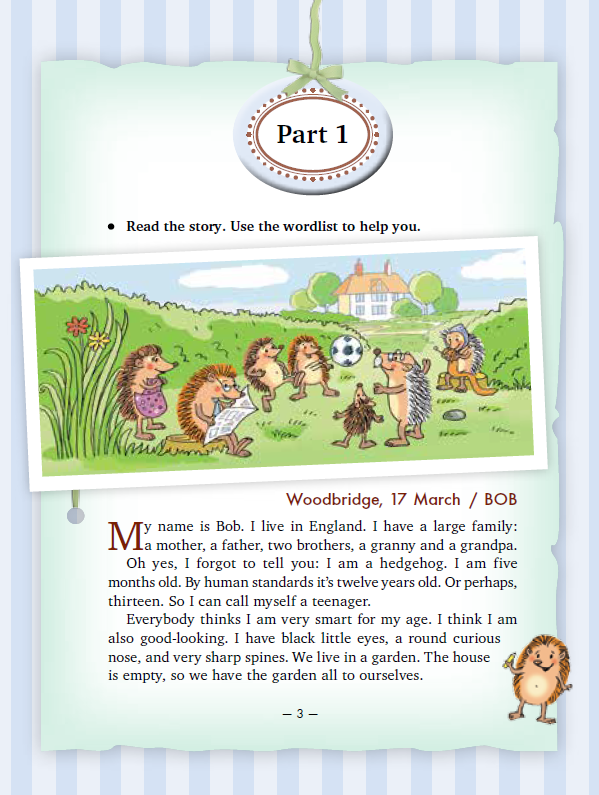 Part 1
● Read the story. Use the wordlist to help you.
Woodbridge, 17 March / BOB
My name is Bob. I live in England. I have a large family:
a mother, a father, two brothers, a granny and a grandpa.
Oh yes, I forgot to tell you: I am a hedgehog. I am five
months old. By human standards it’s twelve years old. Or perhaps,
thirteen. So I can call myself a teenager.
Everybody thinks I am very smart for my age. I think I am
also good-looking. I have black little eyes, a round curious
nose, and very sharp spines. We live in a garden. The house
is empty, so we have the garden all to ourselves.
— 3 —